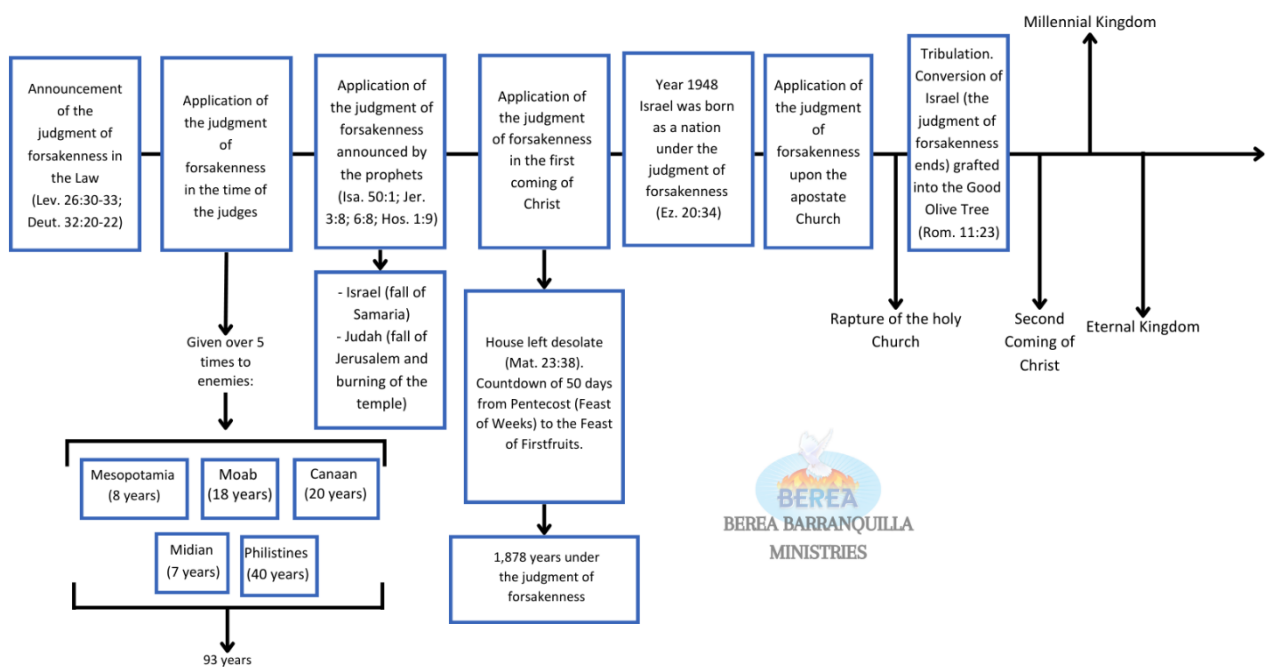 Announcement
of the
judgment of
forsakenness in
the Law
(Lev. 26:30-33;
Deut. 32:20-22)
Application of
the judgment
of
forsakenness
in the time of
the judges
Given over 5
times to
enemies:
Mesopotamia
(8 years)
Moab
(18 years)
Canaan
(20 years)
Midian
(7 years)
Philistines
(40 years)
93 years
Application of
the judgment of
forsakenness
announced by
the prophets
(Isa. 50:1; Jer.
3:8; 6:8; Hos. 1:9)
- Israel (fall of
Samaria)
- Judah (fall of
Jerusalem and
burning of the
temple)
Application of
the judgment
of forsakenness
in the first
coming of
Christ
House left desolate
(Mat. 23:38).
Countdown of 50 days
from Pentecost (Feast
of Weeks) to the Feast
of Firstfruits.
1,878 years under
the judgment of
forsakenness
Year 1948
Israel was born
as a nation
under the
judgment of
forsakenness
(Ez. 20:34)
Application of
the judgment
of
forsakenness
upon the
apostate
Church
Rapture of the holy
Church
Tribulation.
Conversion of
Israel (the
judgment of
forsakenness
ends) grafted
into the Good
Olive Tree
(Rom. 11:23)
Second
Coming of
Christ
Millennial Kingdom
Eternal Kingdom
BEREA
BEREA BARRANQUILLA
MINISTRIES